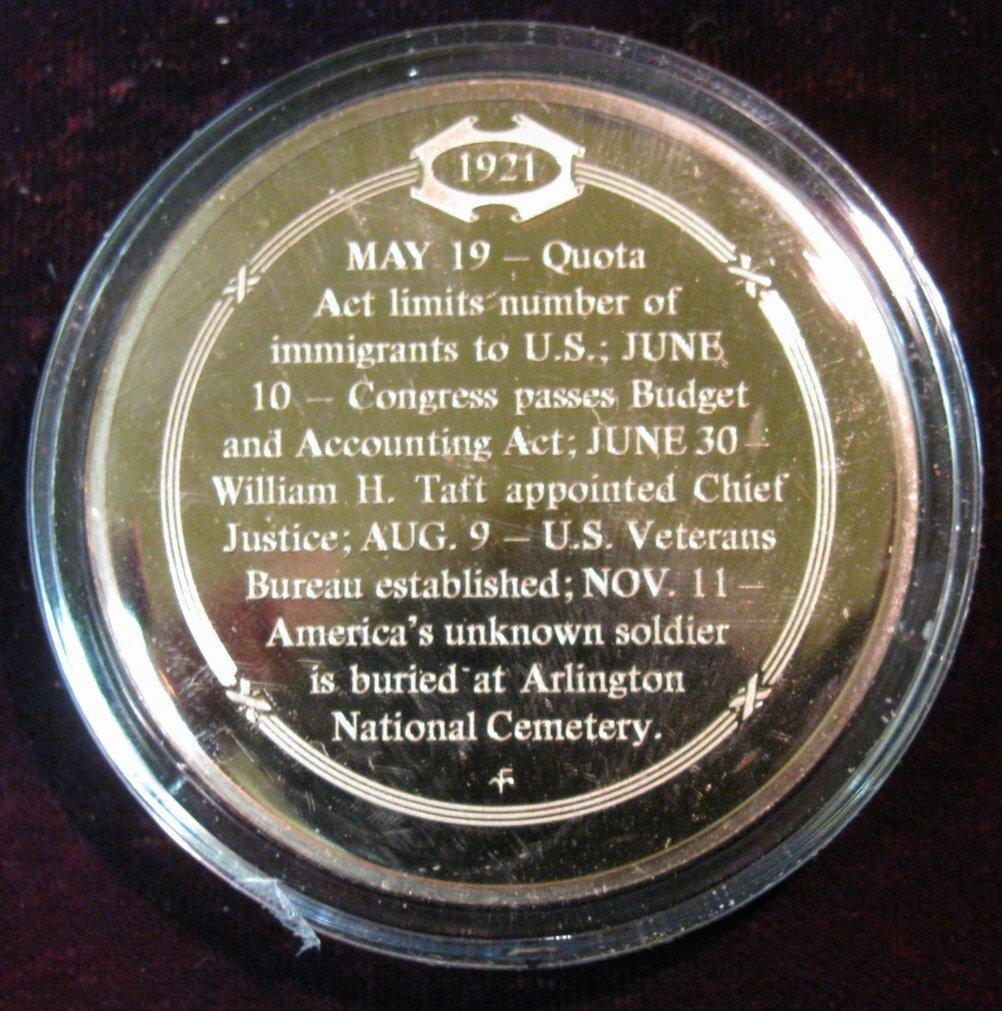 1921
MAY 19 – Quota
Act limits number of
immigrants to U.S.; JUNE
10 – Congress passes Budget
and Accounting Act; JUNE 30 –
William H. Taft appointed Chief
Justice; AUG. 9 – U.S. Veterans
Bureau established; NOV. 11 –
America's unknown soldier
is buried at Arlington
National Cemetery.